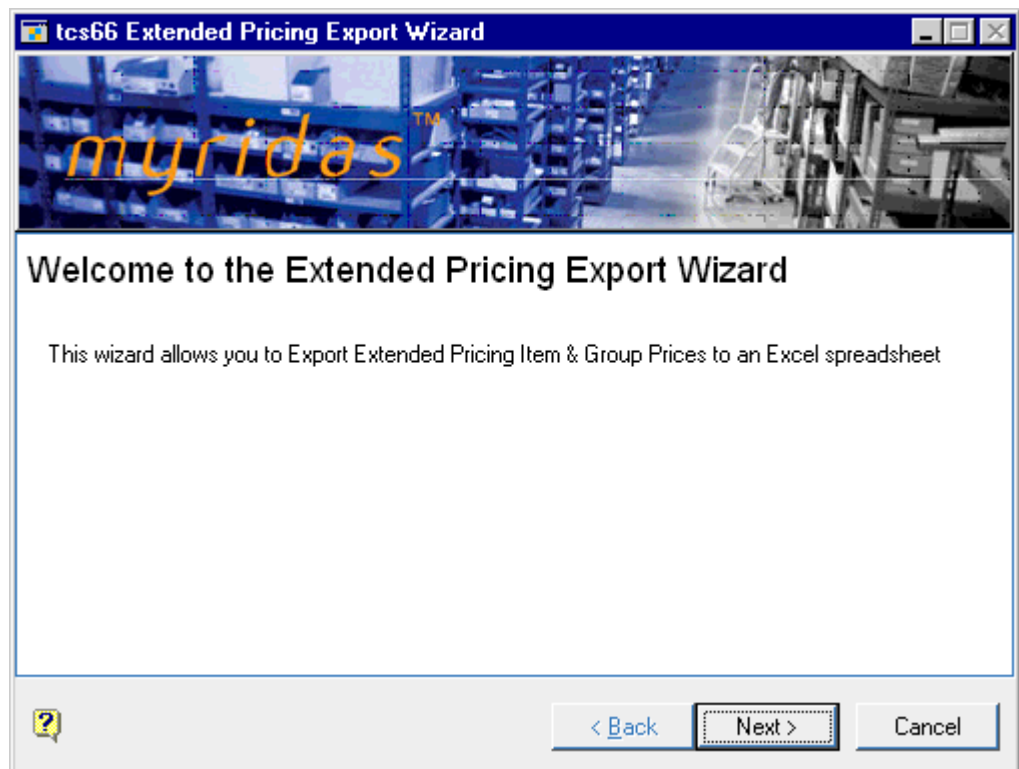 tcs66 Extended Pricing Export Wizard
myridas™
Welcome to the Extended Pricing Export Wizard
This wizard allows you to Export Extended Pricing Item & Group Prices to an Excel spreadsheet
? < Back Next > Cancel